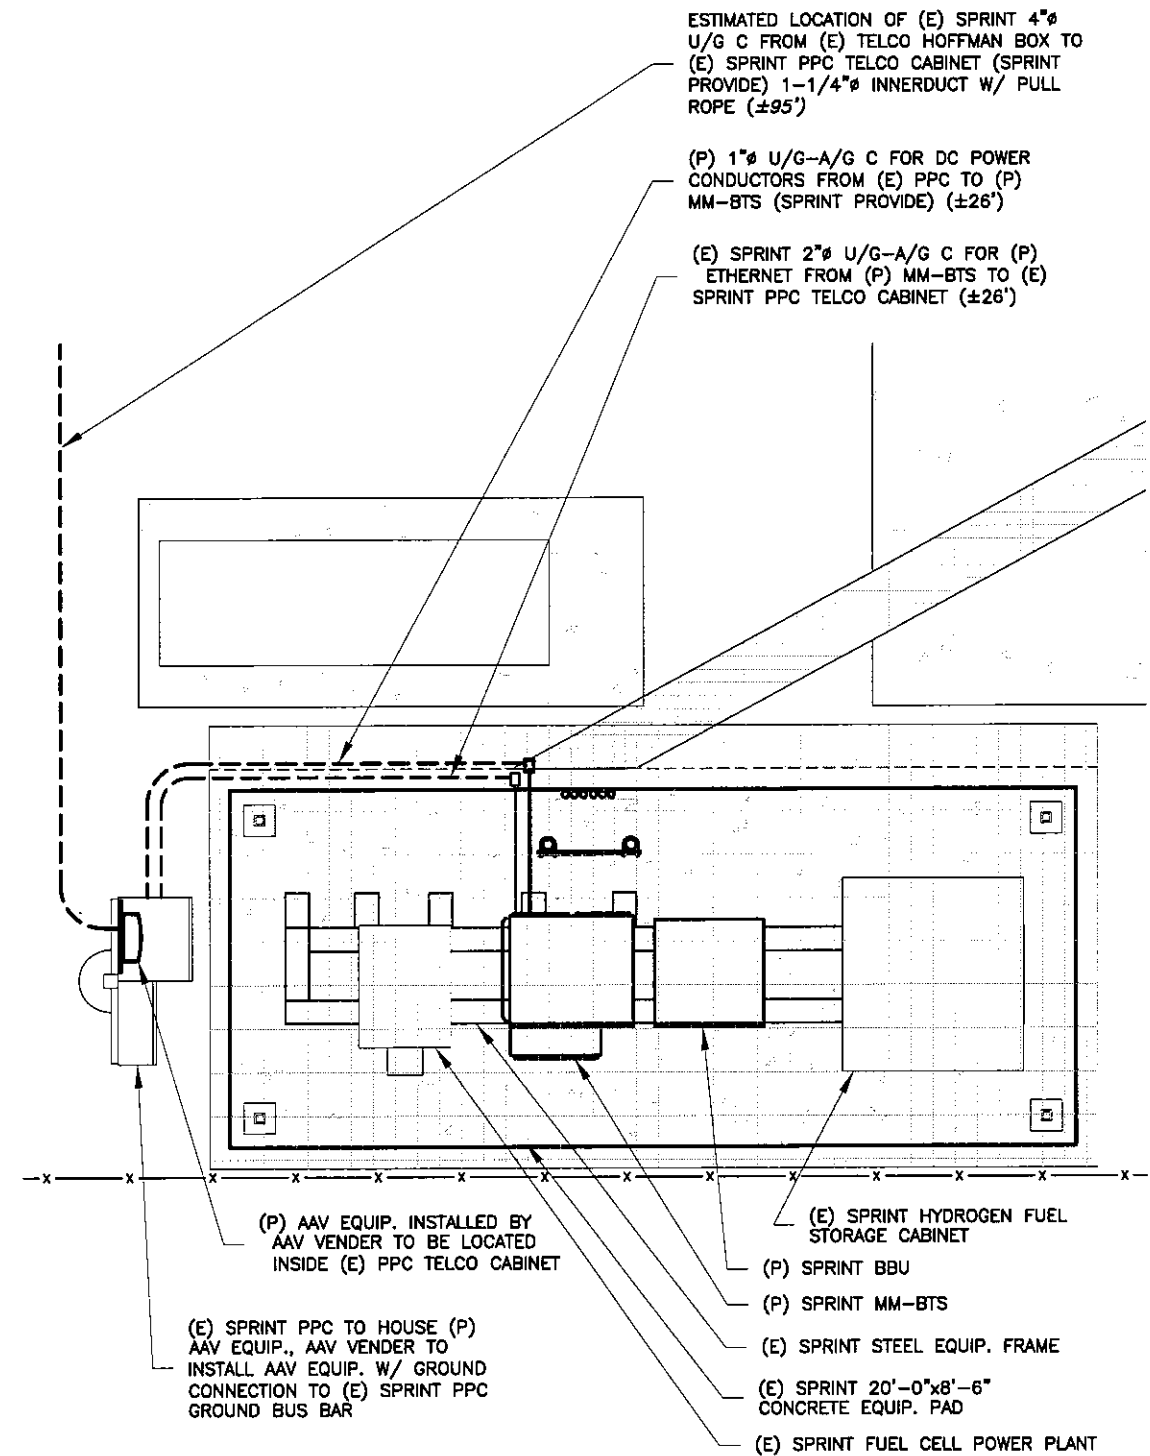 ESTIMATED LOCATION OF (E) SPRINT 4"ø
U/G C FROM (E) TELCO HOFFMAN BOX TO
(E) SPRINT PPC TELCO CABINET (SPRINT
PROVIDE) 1-1/4"ø INNERDUCT W/ PULL
ROPE (±95')
(P) 1"ø U/G-A/G C FOR DC POWER
CONDUCTORS FROM (E) PPC TO (P)
MM-BTS (SPRINT PROVIDE) (±26')
(E) SPRINT 2"ø U/G-A/G C FOR (P)
ETHERNET FROM (P) MM-BTS TO (E)
SPRINT PPC TELCO CABINET (±26')
(P) AAV EQUIP. INSTALLED BY
AAV VENDER TO BE LOCATED
INSIDE (E) PPC TELCO CABINET
(E) SPRINT PPC TO HOUSE (P)
AAV EQUIP., AAV VENDER TO
INSTALL AAV EQUIP. W/ GROUND
CONNECTION TO (E) SPRINT PPC
GROUND BUS BAR
(E) SPRINT HYDROGEN FUEL
STORAGE CABINET
(P) SPRINT BBU
(P) SPRINT MM-BTS
(E) SPRINT STEEL EQUIP. FRAME
(E) SPRINT 20'-0"x8'-6"
CONCRETE EQUIP. PAD
(E) SPRINT FUEL CELL POWER PLANT